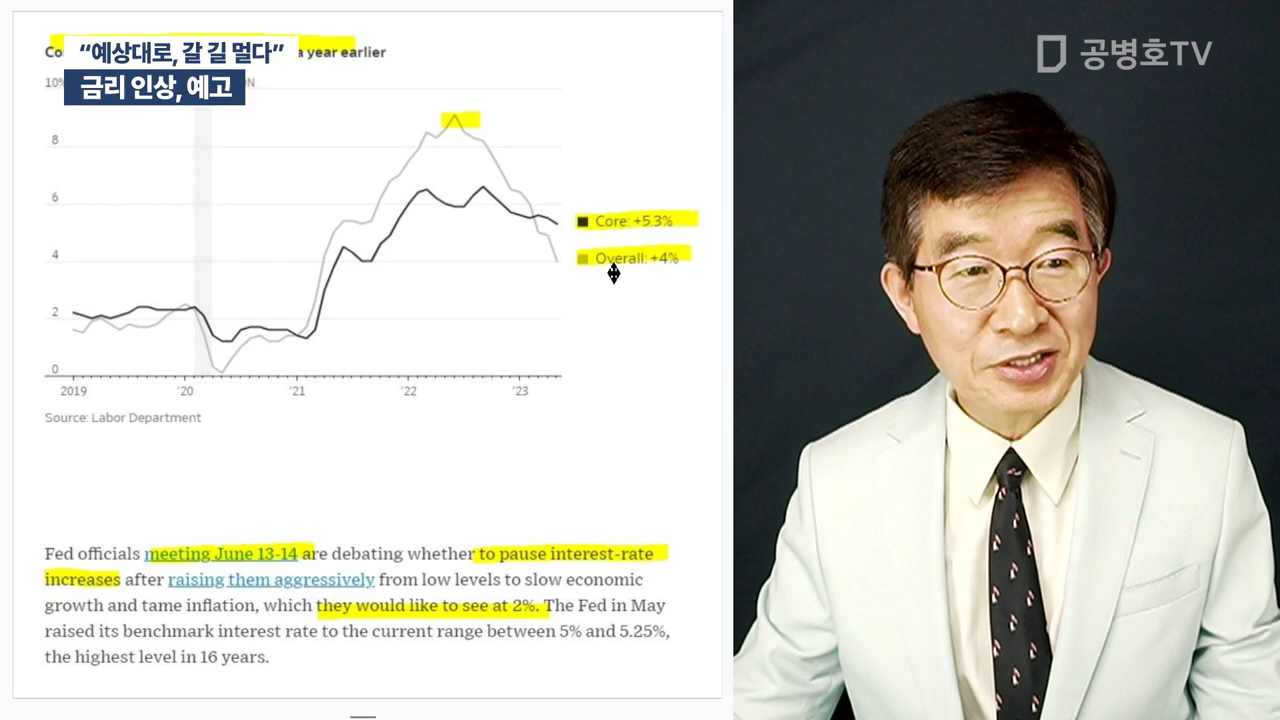 “예상대로, 갈 길 멀다”
금리 인상, 예고
공병호TV
Co a year earlier
10% N
8
6
4
2
0
Core: +5.3%
Overall: +4%
2019 '20 '21 '22 '23
Source: Labor Department
Fed officials meeting June 13-14 are debating whether to pause interest-rate
increases after raising them aggressively from low levels to slow economic
growth and tame inflation, which they would like to see at 2%. The Fed in May
raised its benchmark interest rate to the current range between 5% and 5.25%,
the highest level in 16 years.